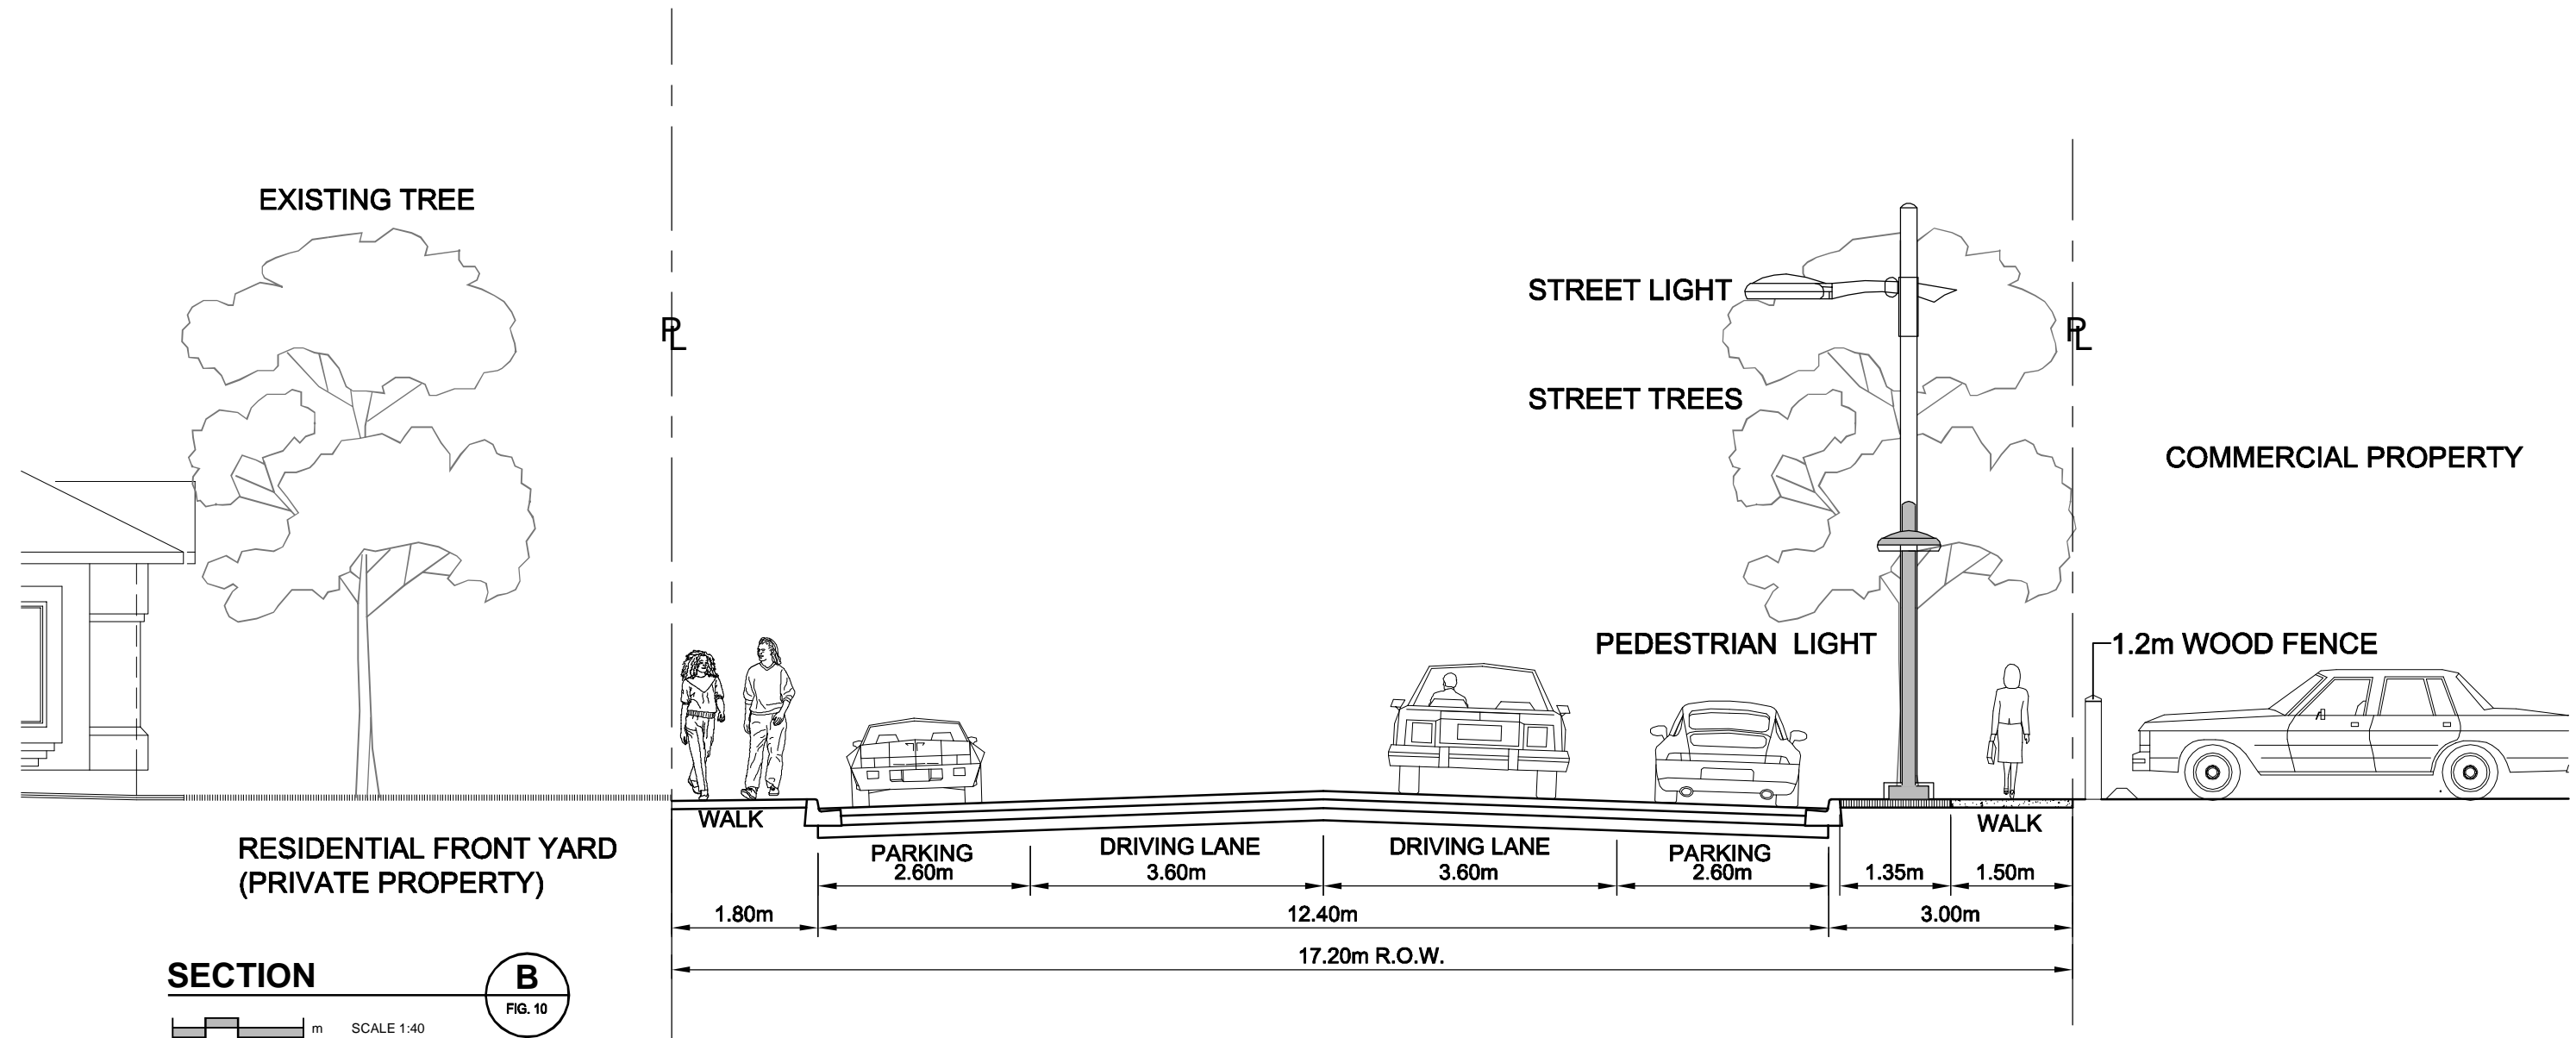 EXISTING TREE
STREET LIGHT
PL
PL
STREET TREES
COMMERCIAL PROPERTY
PEDESTRIAN LIGHT
1.2m WOOD FENCE
WALK
WALK
RESIDENTIAL FRONT YARD
(PRIVATE PROPERTY)
PARKING
2.60m
DRIVING LANE
3.60m
DRIVING LANE
3.60m
PARKING
2.60m
1.35m
1.50m
1.80m
12.40m
3.00m
17.20m R.O.W.
SECTION
B
FIG. 10
m
SCALE 1:40